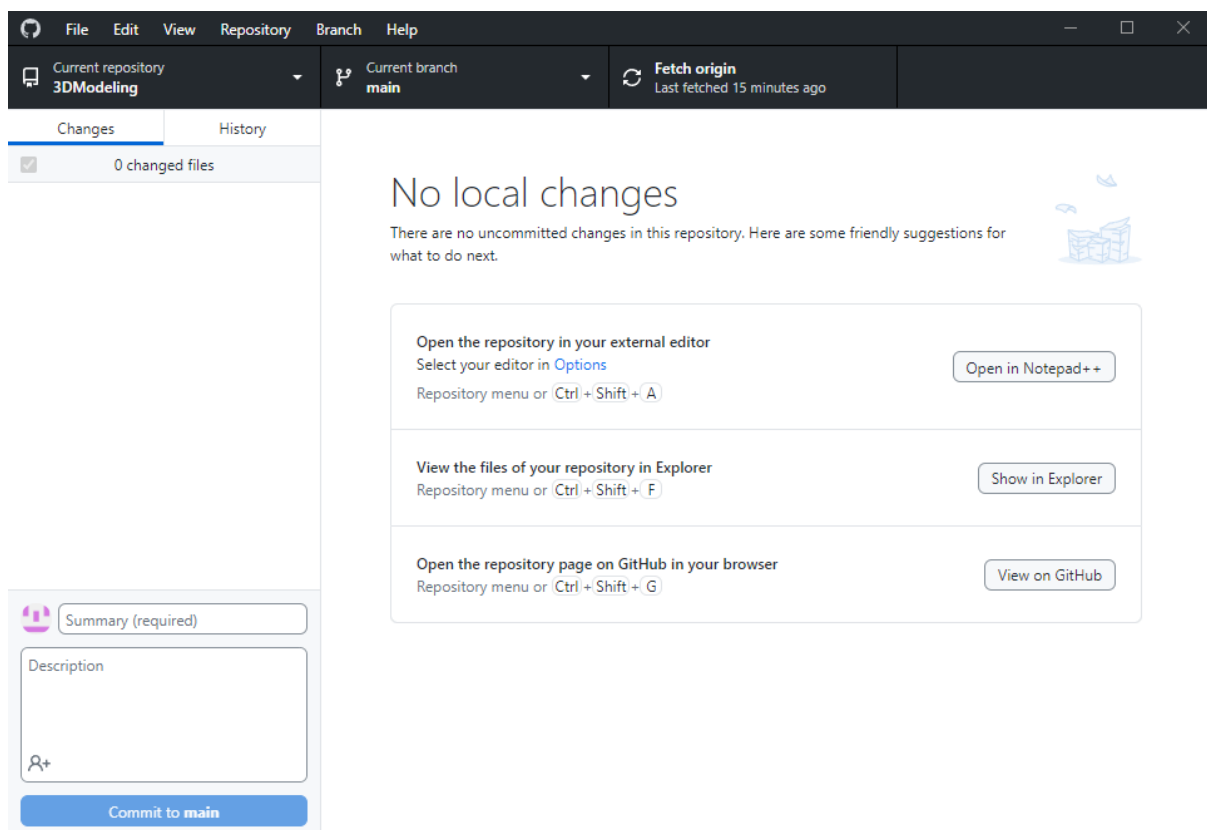 File Edit View Repository Branch Help
Current repository
3DModeling
Current branch
main
Fetch origin
Last fetched 15 minutes ago
Changes
History
0 changed files
No local changes
There are no uncommitted changes in this repository. Here are some friendly suggestions for
what to do next.
Open the repository in your external editor
Select your editor in Options
Repository menu or Ctrl + Shift + A
Open in Notepad++
View the files of your repository in Explorer
Repository menu or Ctrl + Shift + F
Show in Explorer
Open the repository page on GitHub in your browser
Repository menu or Ctrl + Shift + G
View on GitHub
Summary (required)
Description
Commit to main